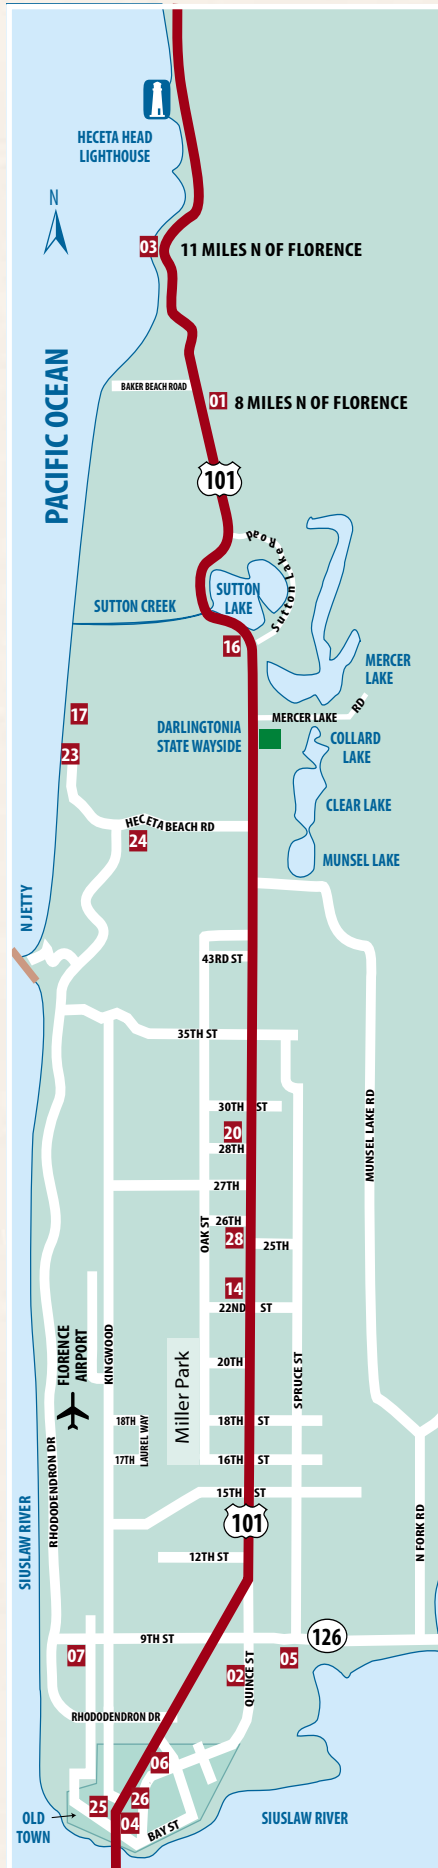 HECETA HEAD
LIGHTHOUSE
N
03
11 MILES N OF FLORENCE
PACIFIC OCEAN
BAKER BEACH ROAD
01
8 MILES N OF FLORENCE
101
Sutton Lake Road
SUTTON
LAKE
SUTTON CREEK
16
MERCER
LAKE
17
MERCER LAKE RD
DARLINGTONIA
STATE WAYSIDE
COLLARD
LAKE
23
CLEAR LAKE
HECETA BEACH RD
24
MUNSEL LAKE
N JETTY
43RD ST
35TH ST
MUNSEL LAKE RD
30TH ST
20
28TH
27TH
26TH
OAK ST
28
25TH
14
22ND ST
FLORENCE
AIRPORT
KINGWOOD
Miller Park
20TH
SPRUCE ST
18TH
LAUREL WAY
18TH ST
17TH
16TH ST
RHODODENDRON DR
15TH ST
SIUSLAW RIVER
101
N FORK RD
12TH ST
9TH ST
126
07
05
02
QUINCE ST
RHODODENDRON DR
06
26
25
04
OLD
TOWN
BAY ST
SIUSLAW RIVER